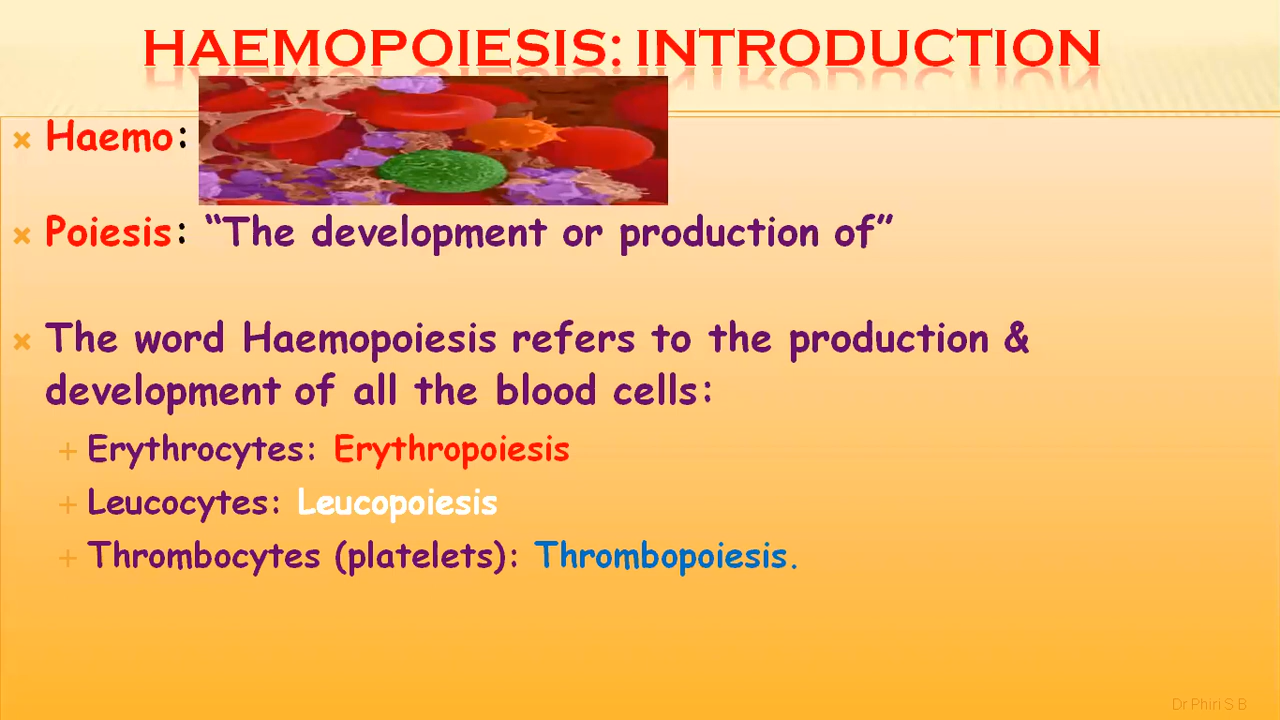 HAEMOPOIESIS: INTRODUCTION
Haemo:
Poiesis: “The development or production of”
The word Haemopoiesis refers to the production &
development of all the blood cells:
Erythrocytes: Erythropoiesis
Leucocytes: Leucopoiesis
Thrombocytes (platelets): Thrombopoiesis.
Dr Phiri S B